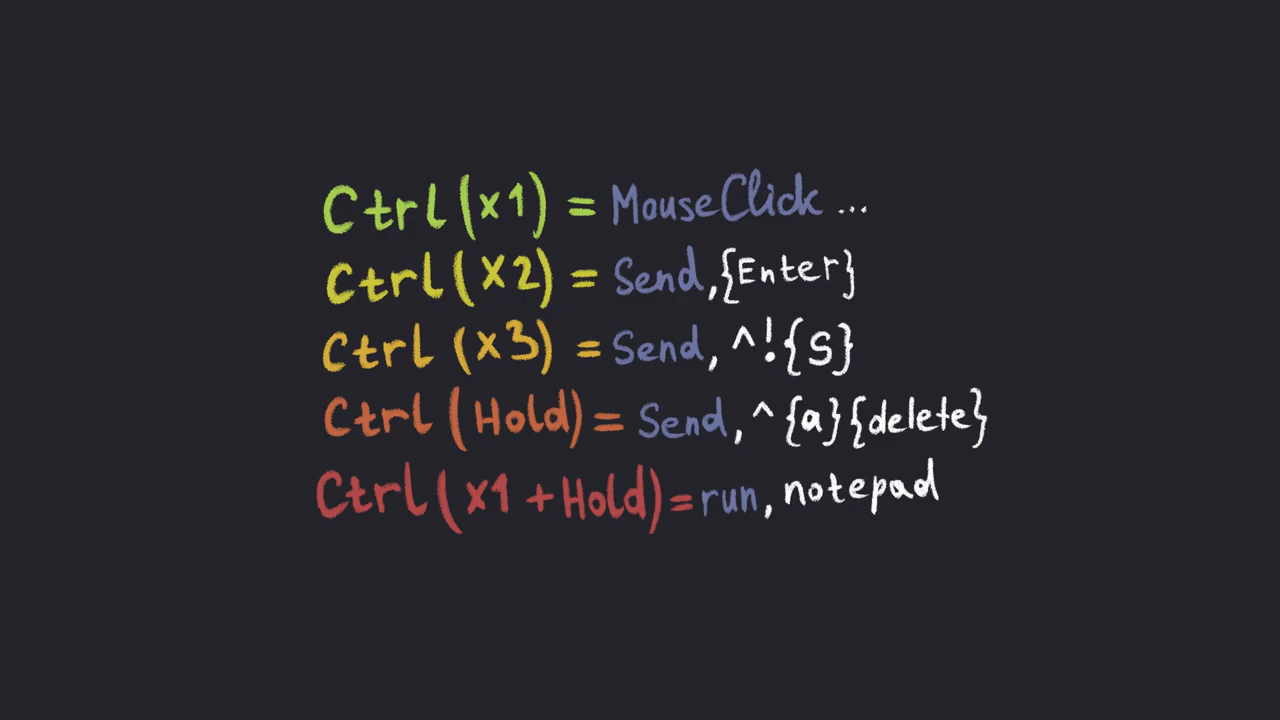 Ctrl (x1) = MouseClick ...
Ctrl (x2) = Send,{Enter}
Ctrl (x3) = Send, ^!{S}
Ctrl (Hold) = Send, ^{a}{delete}
Ctrl (x1 + Hold) = run, notepad